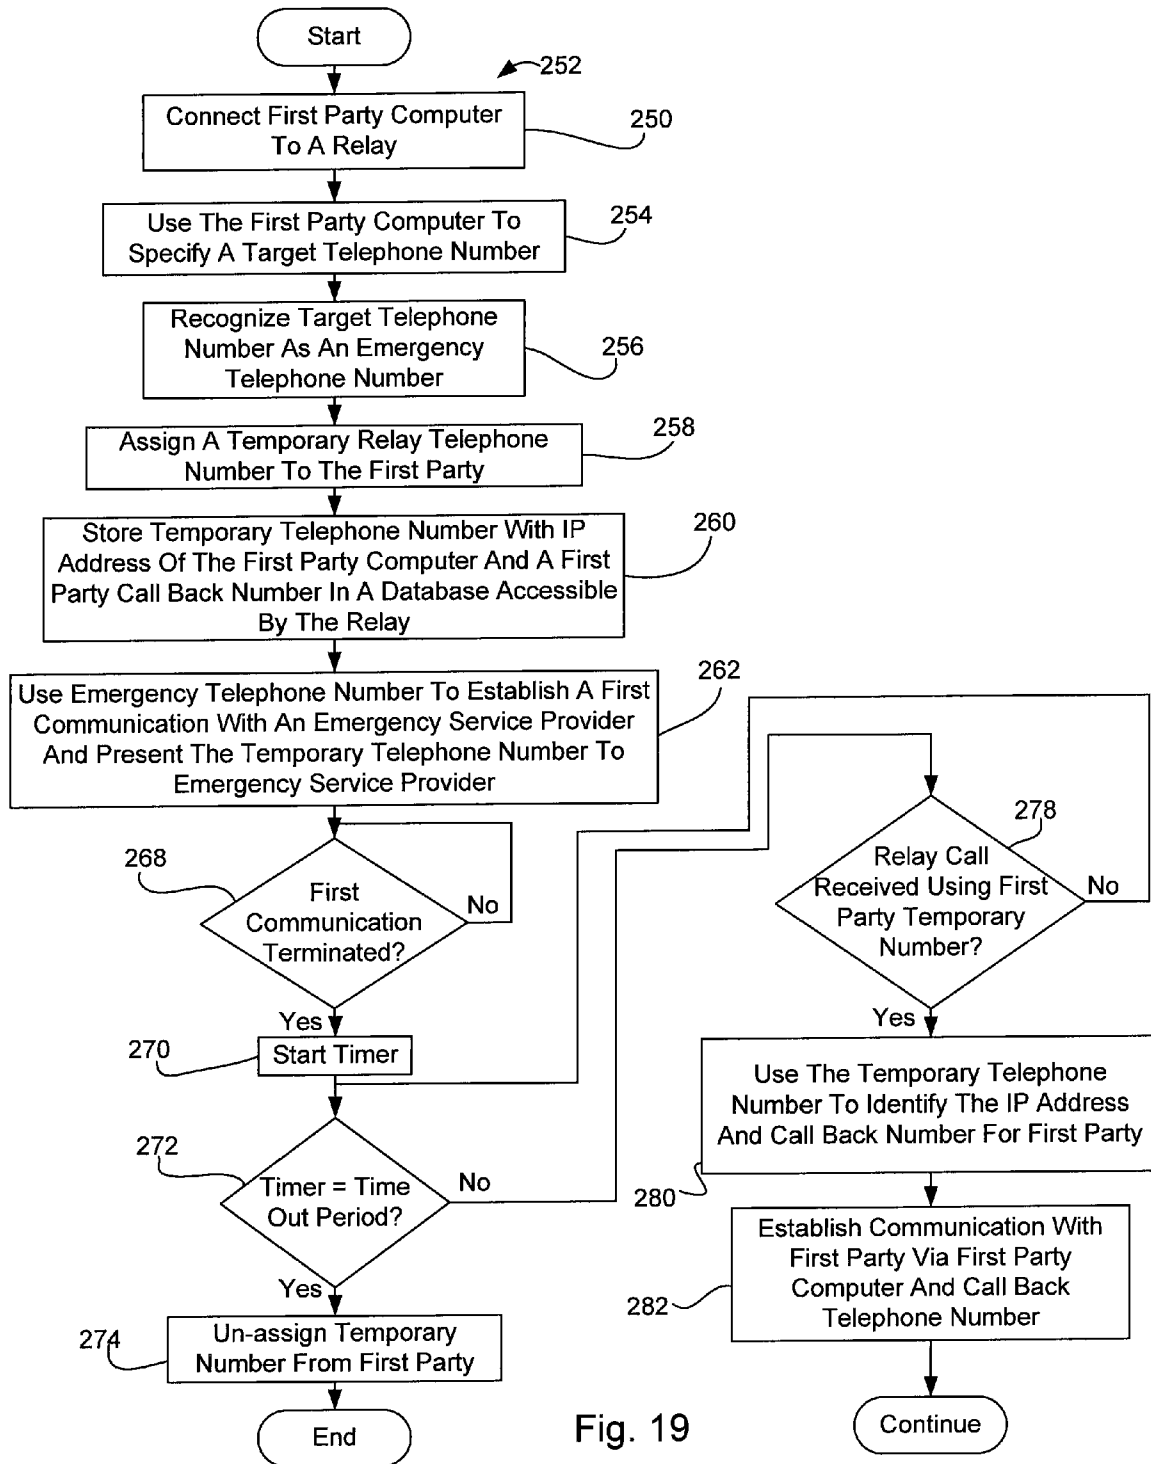 Start
252
Connect First Party Computer
To A Relay
250
Use The First Party Computer To
Specify A Target Telephone Number
254
Recognize Target Telephone
Number As An Emergency
Telephone Number
256
Assign A Temporary Relay Telephone
Number To The First Party
258
Store Temporary Telephone Number With IP
Address Of The First Party Computer And A First
Party Call Back Number In A Database Accessible
By The Relay
260
Use Emergency Telephone Number To Establish A First
Communication With An Emergency Service Provider
And Present The Temporary Telephone Number To
Emergency Service Provider
262
268
First
Communication
Terminated?
No
Yes
270
Start Timer
272
Timer = Time
Out Period?
No
Yes
274
Un-assign Temporary
Number From First Party
End
278
Relay Call
Received Using First
Party Temporary
Number?
No
Yes
Use The Temporary Telephone
Number To Identify The IP Address
And Call Back Number For First Party
280
Establish Communication With
First Party Via First Party
Computer And Call Back
Telephone Number
282
Continue
Fig. 19